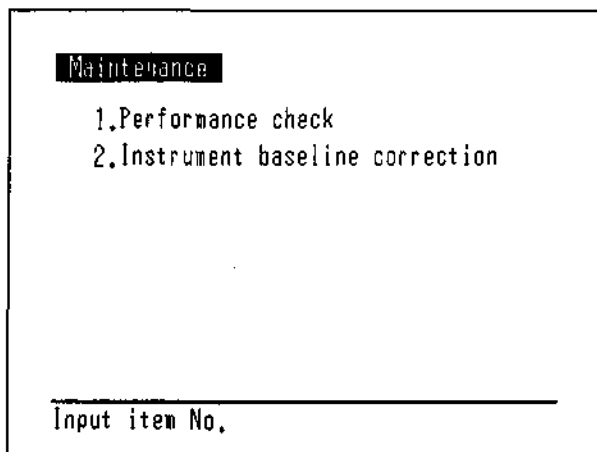 Maintenance
1.Performance check
2.Instrument baseline correction
Input item No.